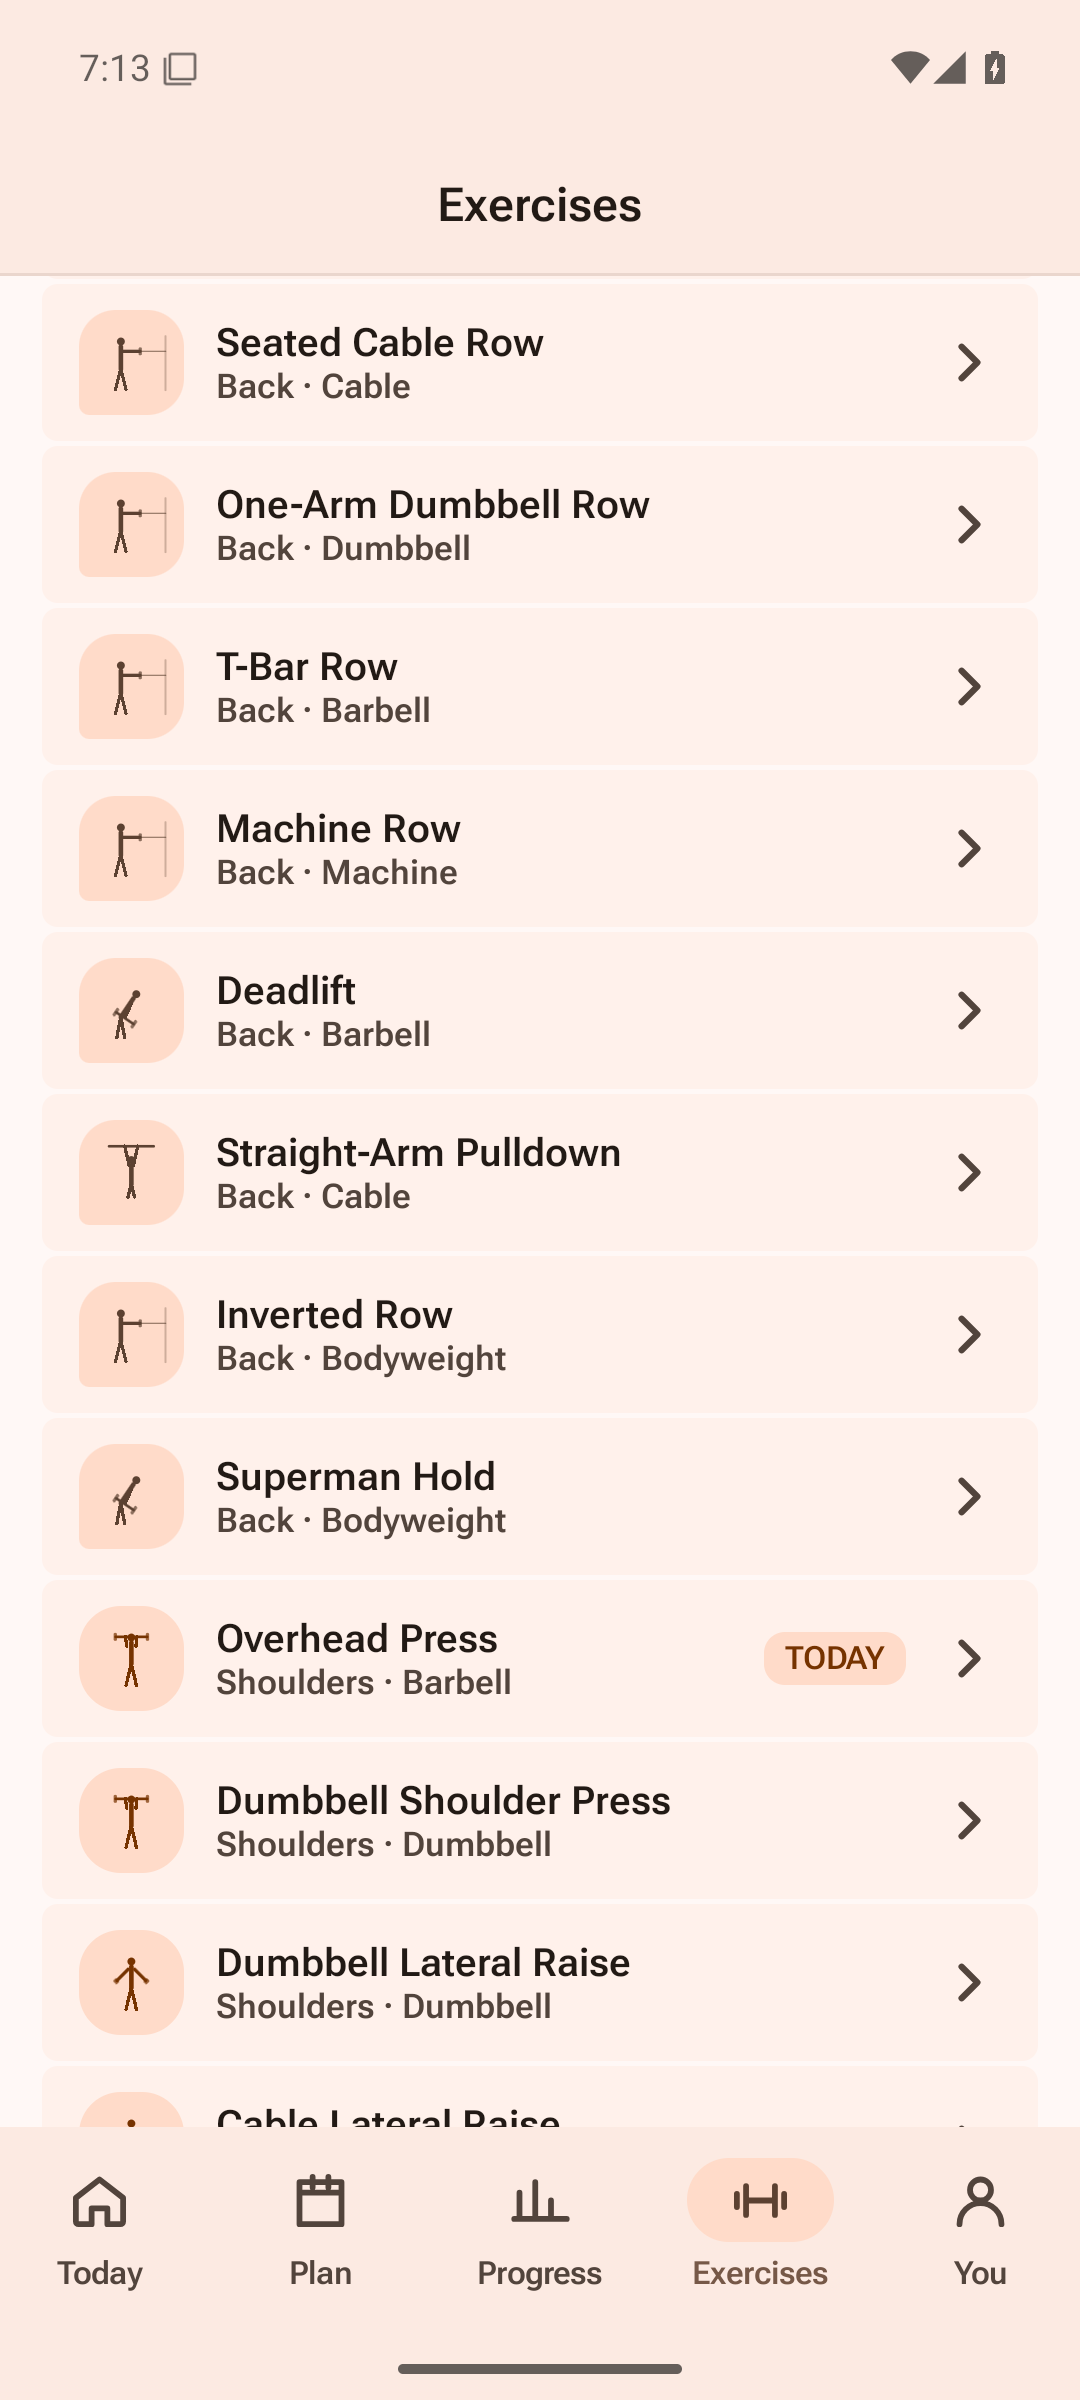 7:13
Exercises
Seated Cable Row
Back · Cable
One-Arm Dumbbell Row
Back · Dumbbell
T-Bar Row
Back · Barbell
Machine Row
Back · Machine
Deadlift
Back · Barbell
Straight-Arm Pulldown
Back · Cable
Inverted Row
Back · Bodyweight
Superman Hold
Back · Bodyweight
Overhead Press
Shoulders · Barbell
TODAY
Dumbbell Shoulder Press
Shoulders · Dumbbell
Dumbbell Lateral Raise
Shoulders · Dumbbell
Cable Lateral Raise
Today
Plan
Progress
Exercises
You